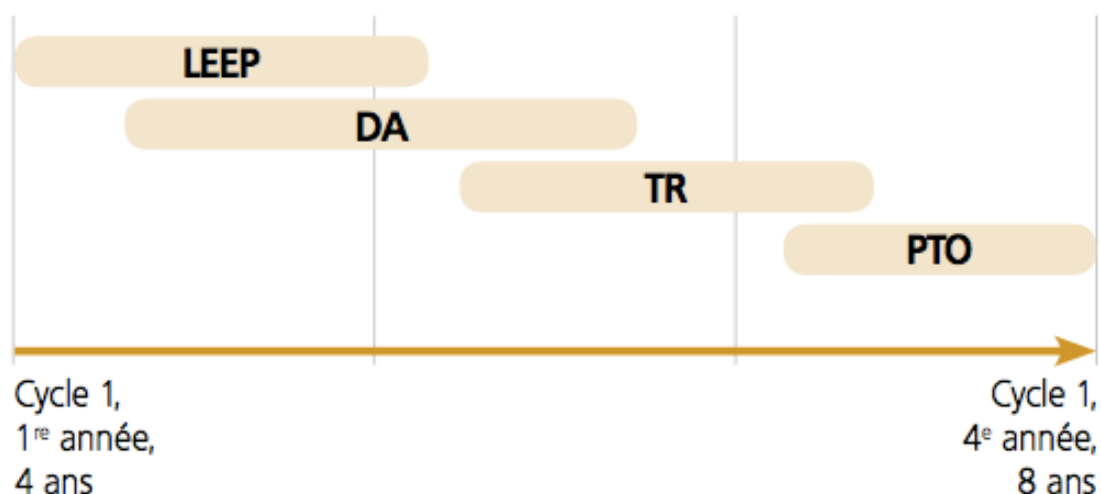 LEEP
DA
TR
PTO
Cycle 1,
1re année,
4 ans
Cycle 1,
4e année,
8 ans